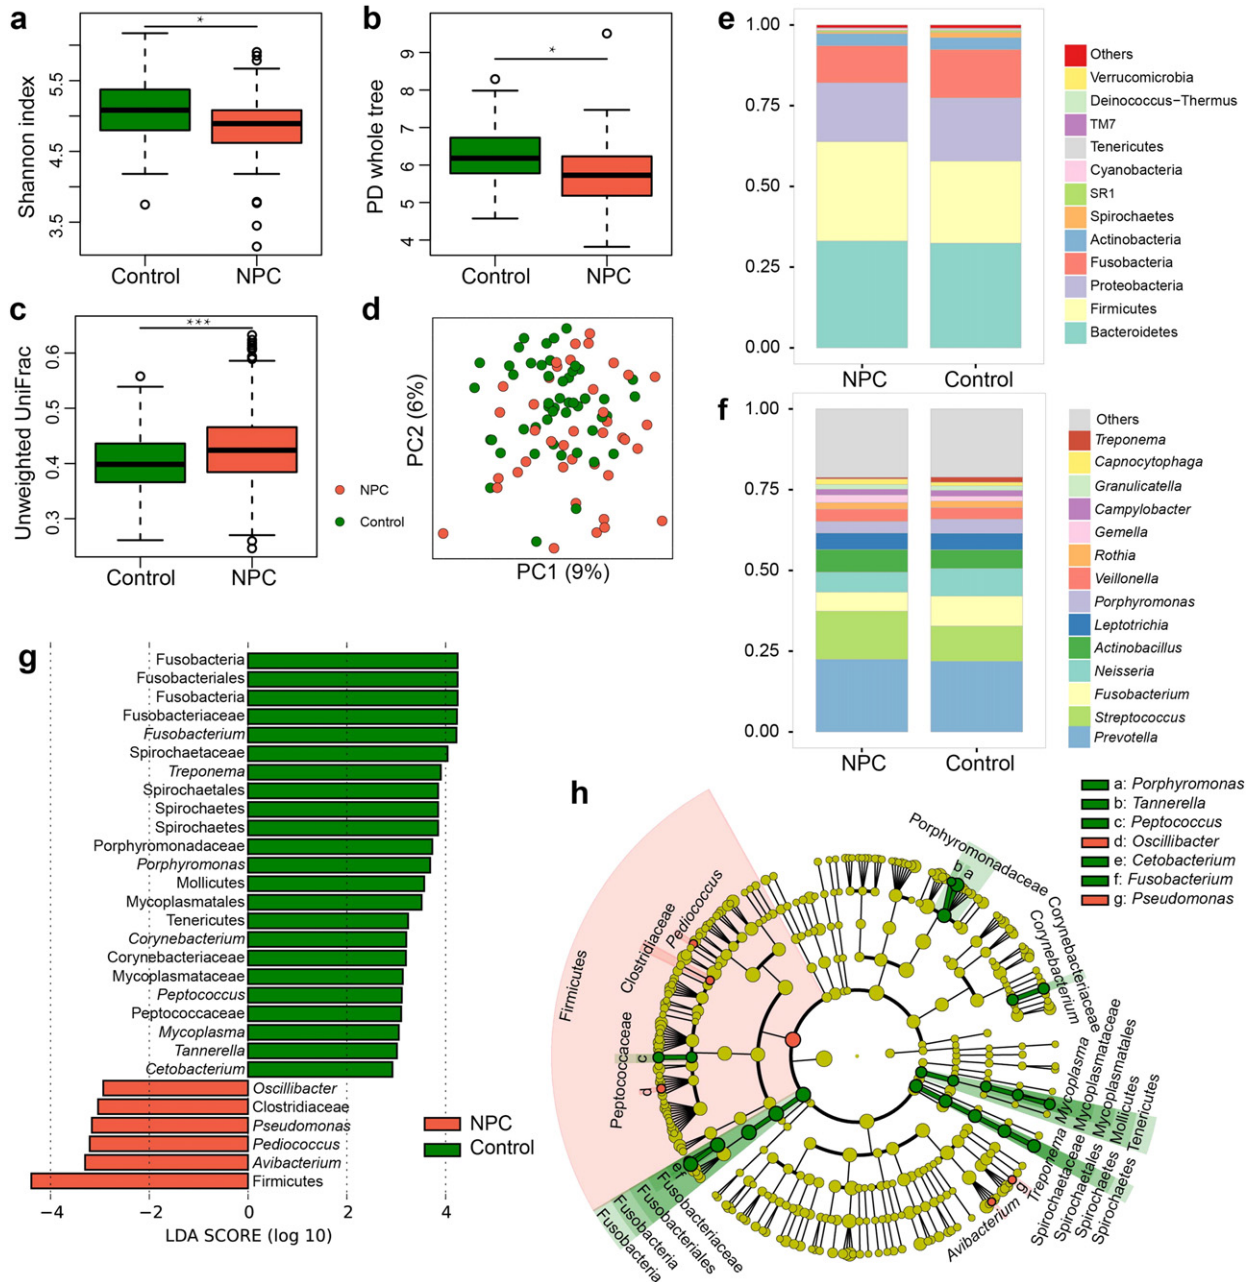 a
*
Shannon index
5.5
4.5
3.5
Control
NPC
b
*
PD whole tree
9
8
7
6
5
4
Control
NPC
c
***
Unweighted UniFrac
0.6
0.5
0.4
0.3
Control
NPC
d
PC2 (6%)
PC1 (9%)
NPC
Control
e
1.00
0.75
0.50
0.25
0.00
NPC
Control
Others
Verrucomicrobia
Deinococcus-Thermus
TM7
Tenericutes
Cyanobacteria
SR1
Spirochaetes
Actinobacteria
Fusobacteria
Proteobacteria
Firmicutes
Bacteroidetes
f
1.00
0.75
0.50
0.25
0.00
NPC
Control
Others
Treponema
Capnocytophaga
Granulicatella
Campylobacter
Gemella
Rothia
Veillonella
Porphyromonas
Leptotrichia
Actinobacillus
Neisseria
Fusobacterium
Streptococcus
Prevotella
g
Fusobacteria
Fusobacteriales
Fusobacteria
Fusobacteriaceae
Fusobacterium
Spirochaetaceae
Treponema
Spirochaetales
Spirochaetes
Spirochaetes
Porphyromonadaceae
Porphyromonas
Mollicutes
Mycoplasmatales
Tenericutes
Corynebacterium
Corynebacteriaceae
Mycoplasmataceae
Peptococcus
Peptococcaceae
Mycoplasma
Tannerella
Cetobacterium
Oscillibacter
Clostridiaceae
Pseudomonas
Pediococcus
Avibacterium
Firmicutes
NPC
Control
−4
−2
0
2
4
LDA SCORE (log 10)
h
a: Porphyromonas
b: Tannerella
c: Peptococcus
d: Oscillibacter
e: Cetobacterium
f: Fusobacterium
g: Pseudomonas
Firmicutes
Clostridiaceae
Pediococcus
Peptococcaceae
c
d
e
f
b
a
g
Porphyromonadaceae
Corynebacteriaceae
Corynebacterium
Mycoplasma
Mycoplasmataceae
Mycoplasmatales
Mollicutes
Tenericutes
Treponema
Spirochaetaceae
Spirochaetales
Spirochaetes
Spirochaetes
Avibacterium
Fusobacteriaceae
Fusobacteriales
Fusobacteria
Fusobacteria